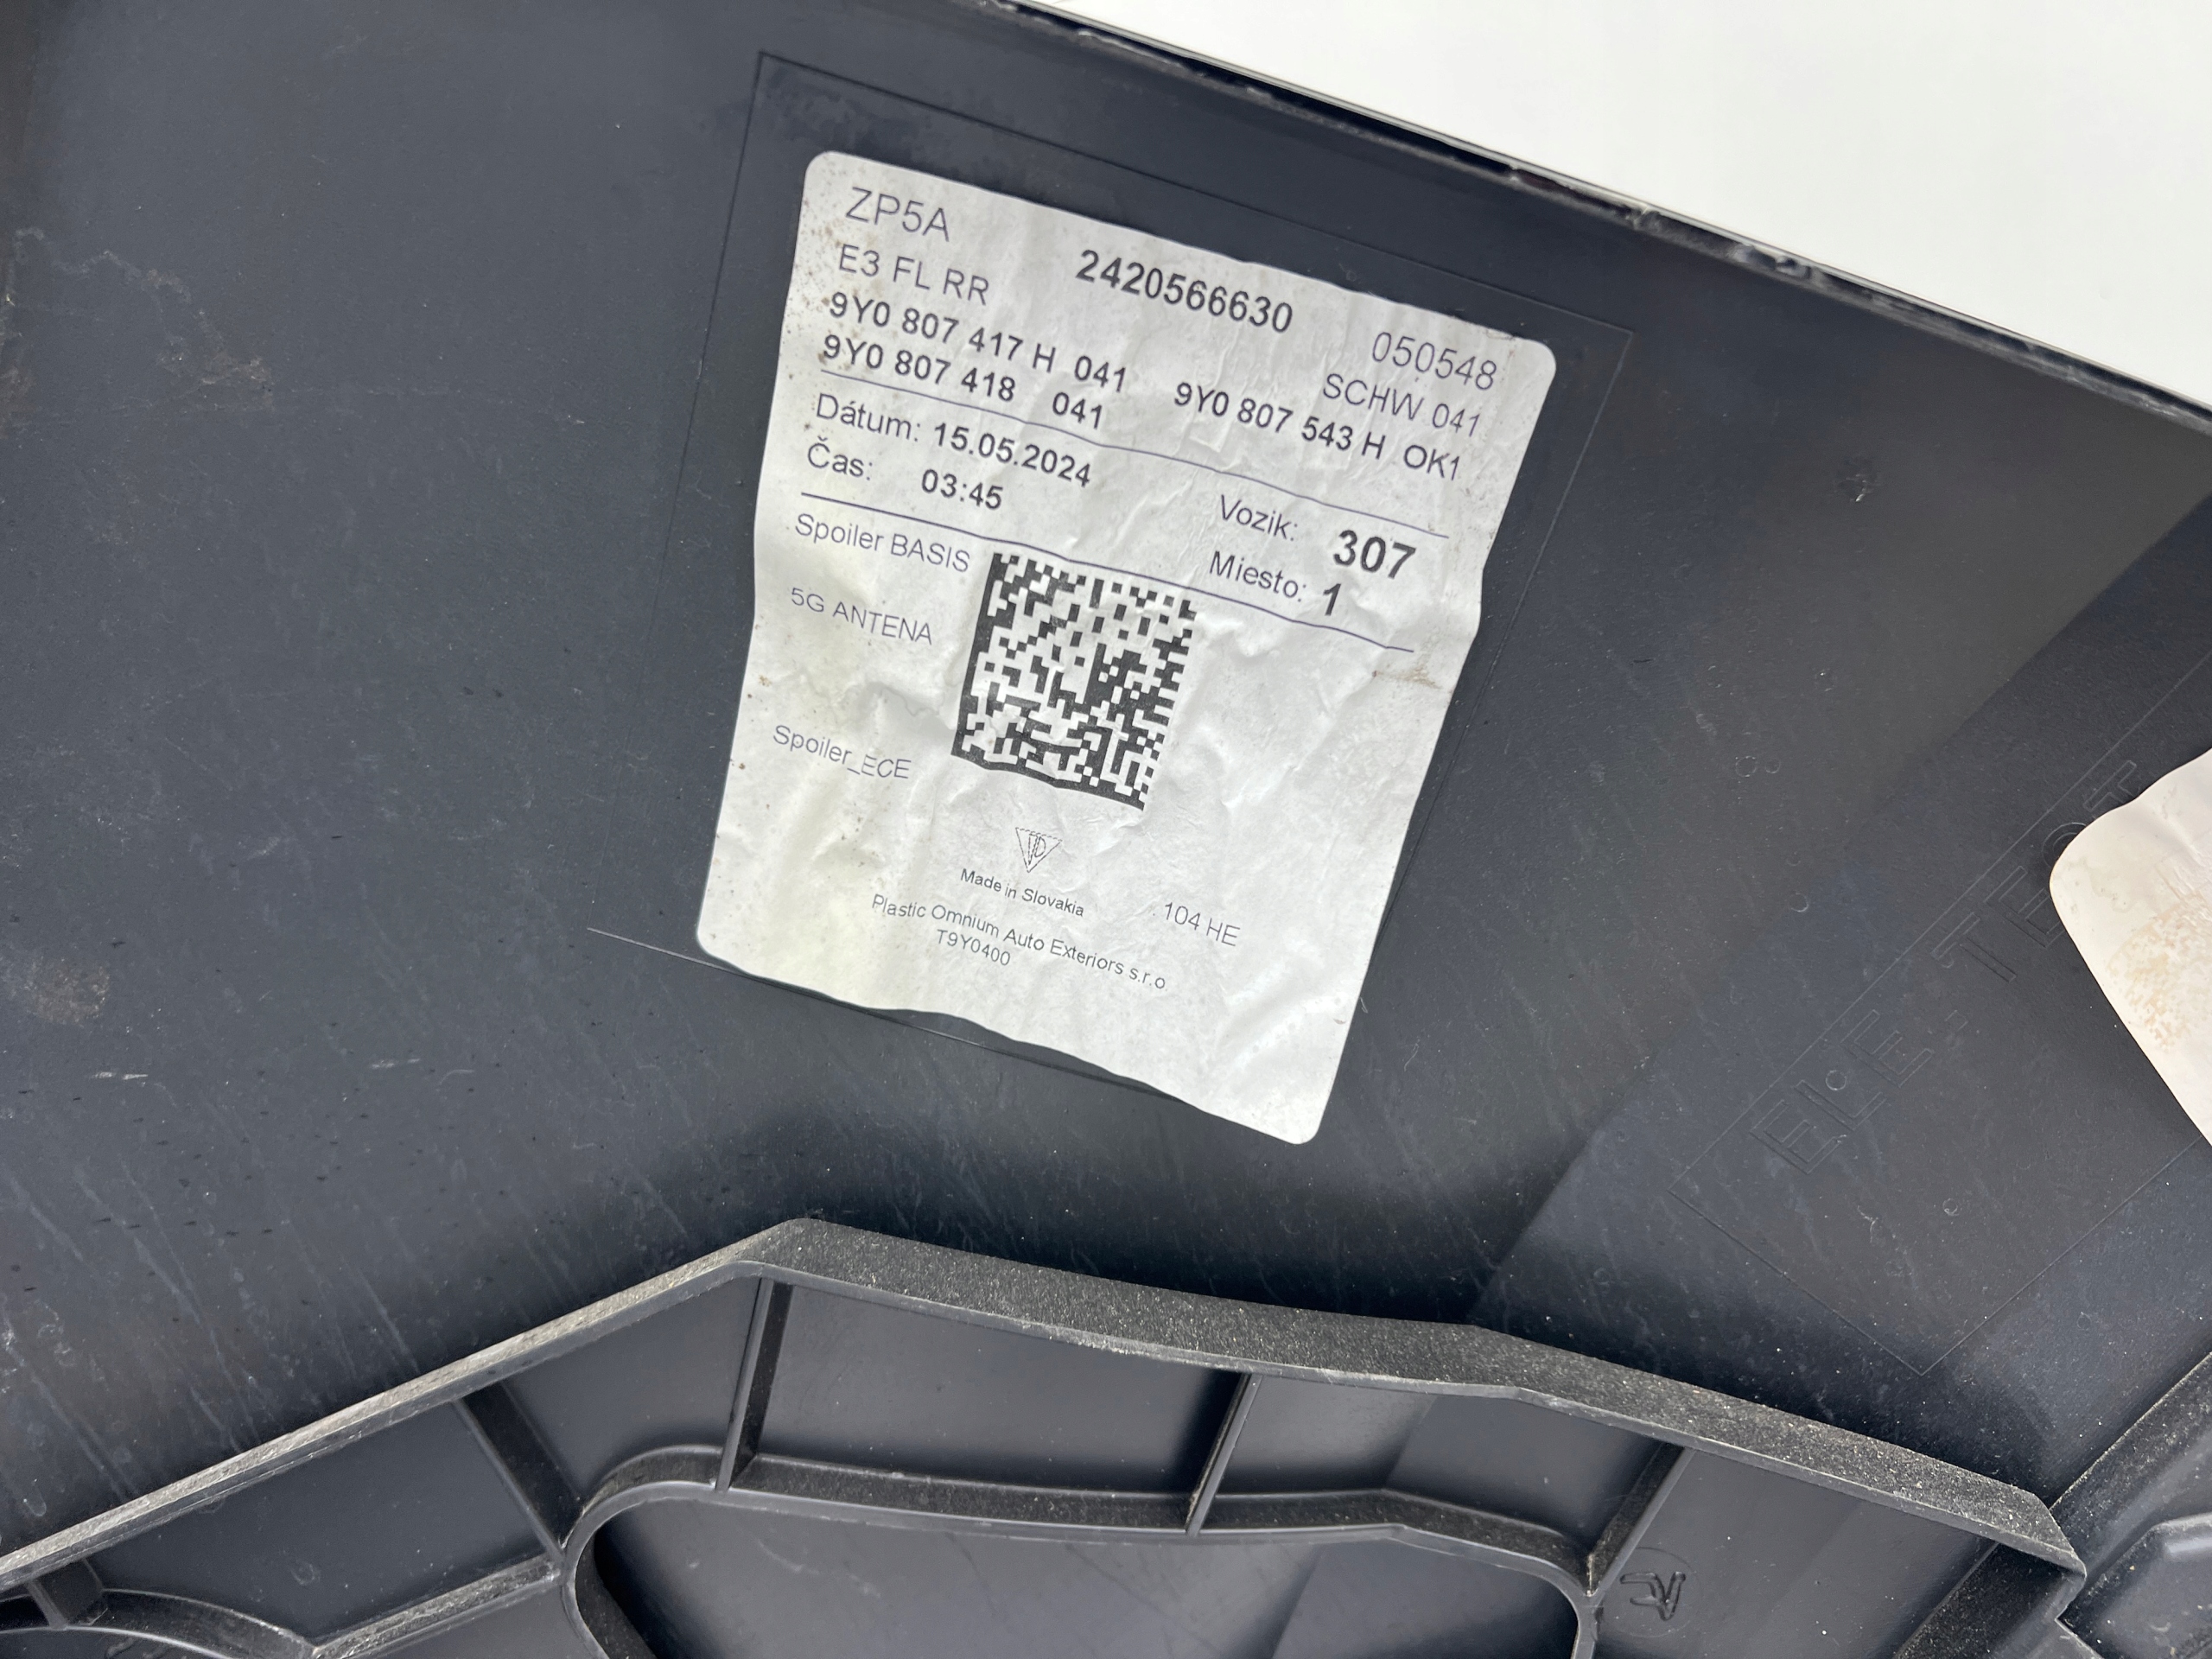 ZP5A
2420566630
050548
E3 FL RR
SCHW 041
9Y0 807 417 H 041
9Y0 807 543 H OK1
9Y0 807 418 041
Dátum: 15.05.2024
Vozik: 307
Čas: 03:45
Miesto: 1
Spoiler BASIS
5G ANTENA
Spoiler_ECE
Made in Slovakia
104 HE
Plastic Omnium Auto Exteriors s.r.o
T9Y0400